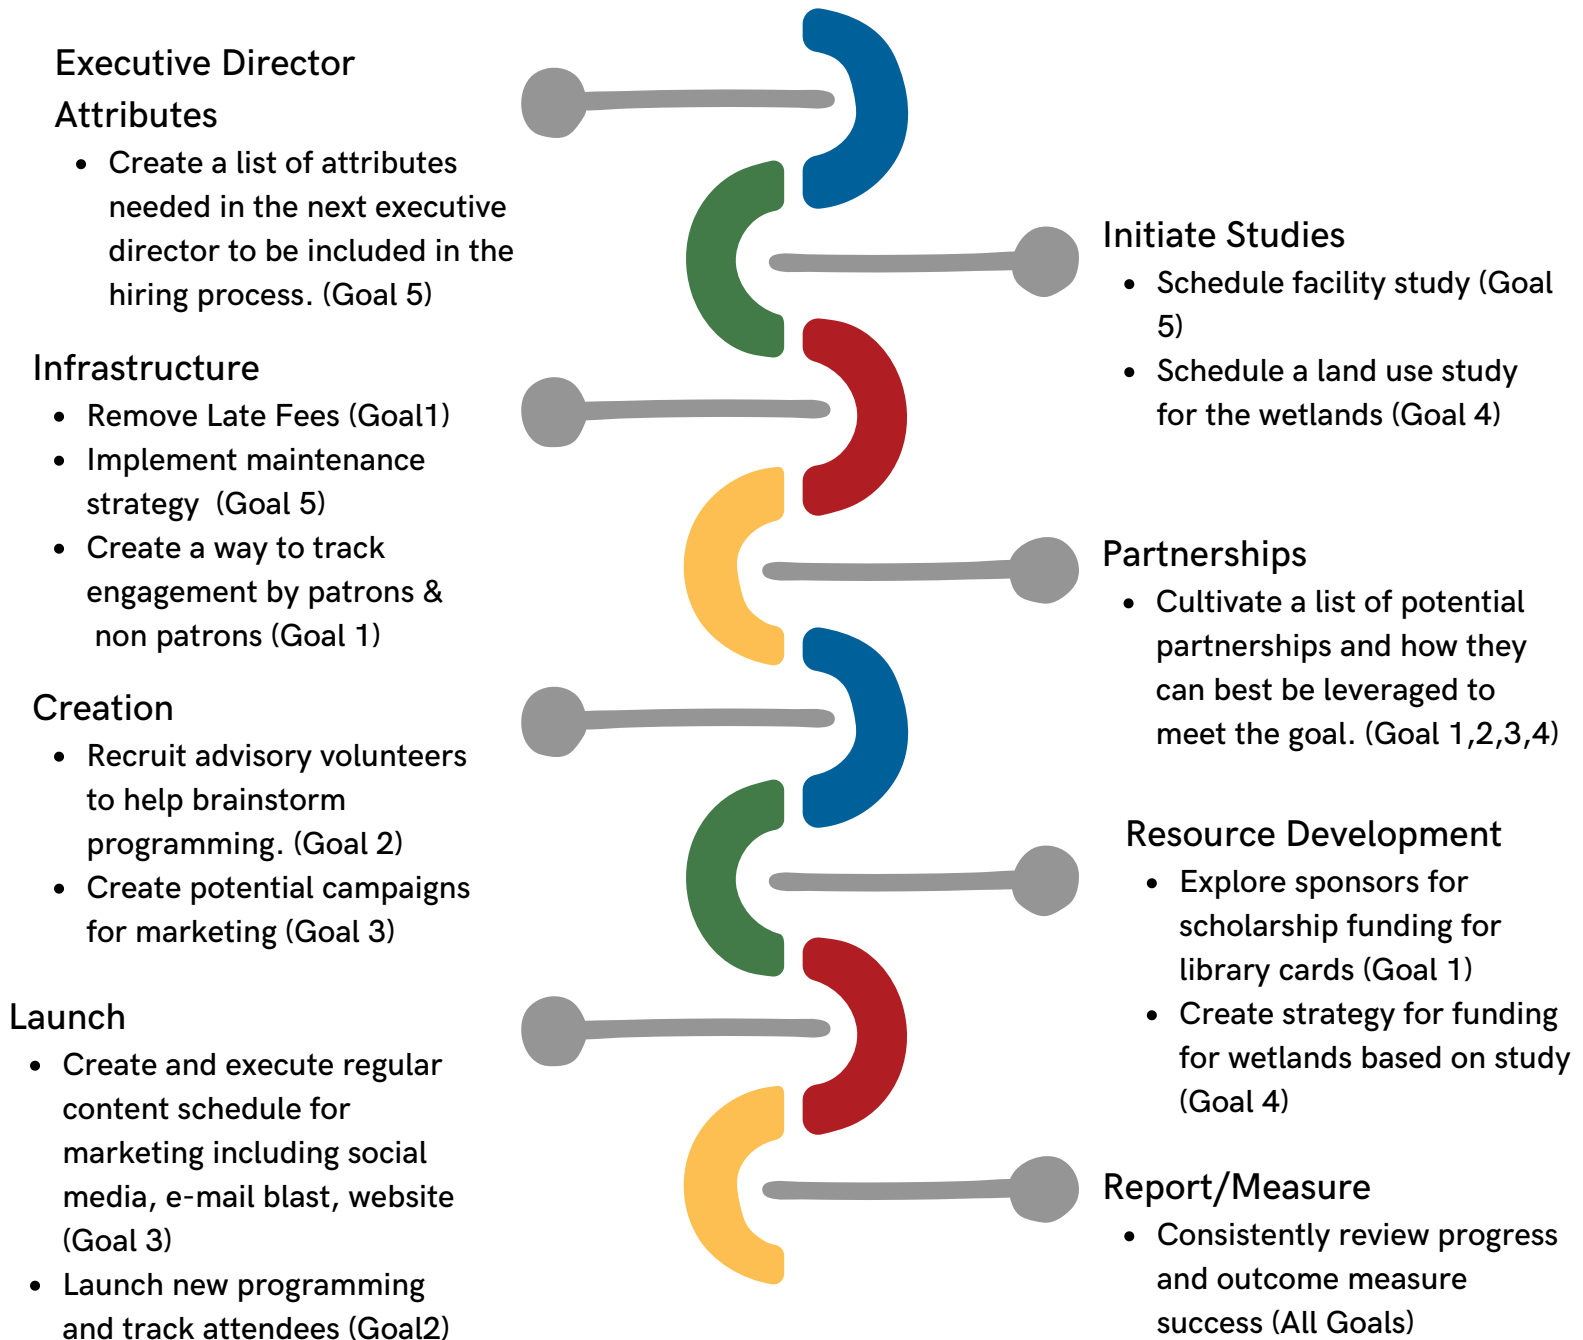 Executive Director
Attributes
• Create a list of attributes
needed in the next executive
director to be included in the
hiring process. (Goal 5)
Initiate Studies
• Schedule facility study (Goal
5)
• Schedule a land use study
for the wetlands (Goal 4)
Infrastructure
• Remove Late Fees (Goal1)
• Implement maintenance
strategy (Goal 5)
• Create a way to track
engagement by patrons &
non patrons (Goal 1)
Partnerships
• Cultivate a list of potential
partnerships and how they
can best be leveraged to
meet the goal. (Goal 1,2,3,4)
Creation
• Recruit advisory volunteers
to help brainstorm
programming. (Goal 2)
• Create potential campaigns
for marketing (Goal 3)
Resource Development
• Explore sponsors for
scholarship funding for
library cards (Goal 1)
• Create strategy for funding
for wetlands based on study
(Goal 4)
Launch
• Create and execute regular
content schedule for
marketing including social
media, e-mail blast, website
(Goal 3)
• Launch new programming
and track attendees (Goal2)
Report/Measure
• Consistently review progress
and outcome measure
success (All Goals)